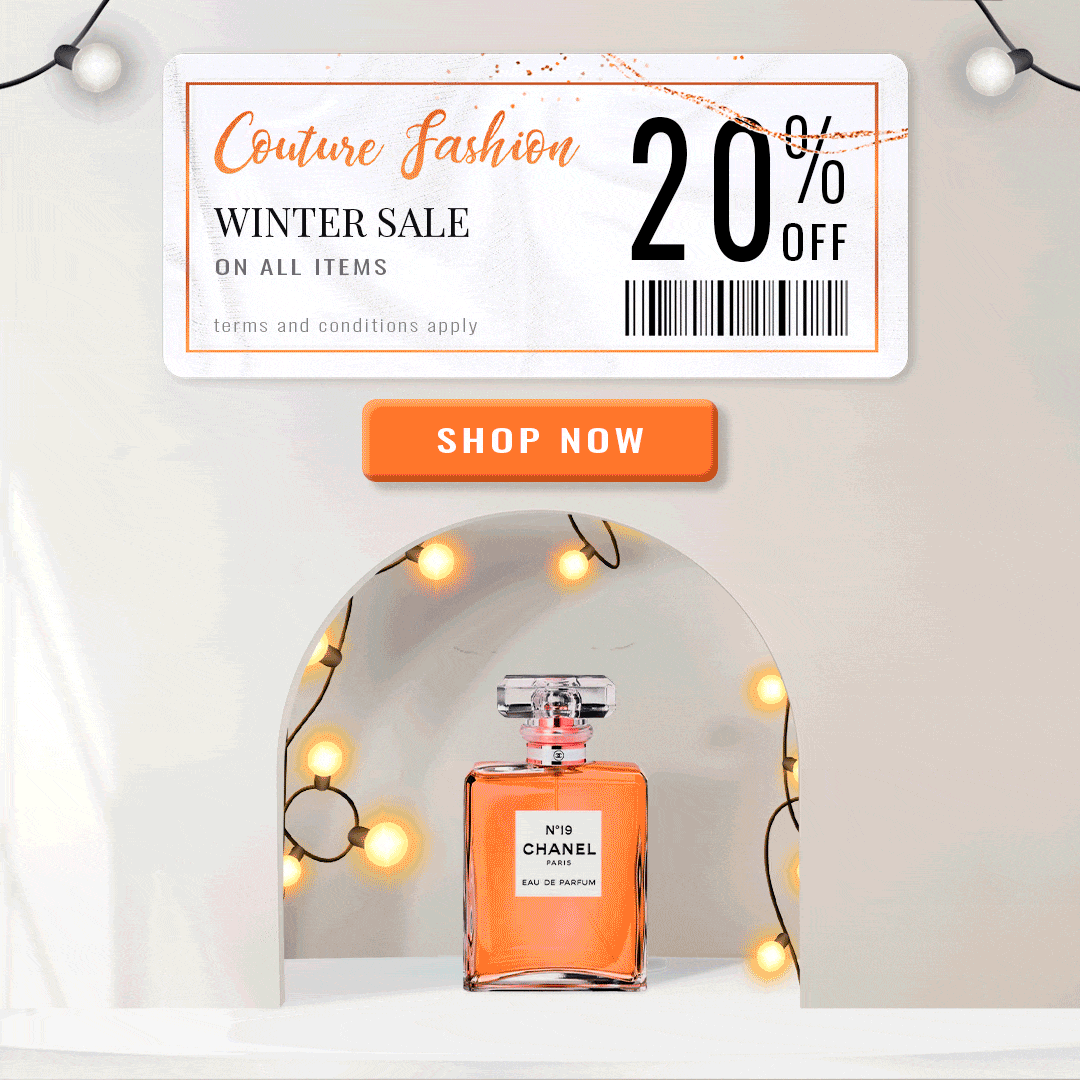 Couture Fashion
WINTER SALE
ON ALL ITEMS
terms and conditions apply
20% OFF
SHOP NOW
N°19
CHANEL
PARIS
EAU DE PARFUM